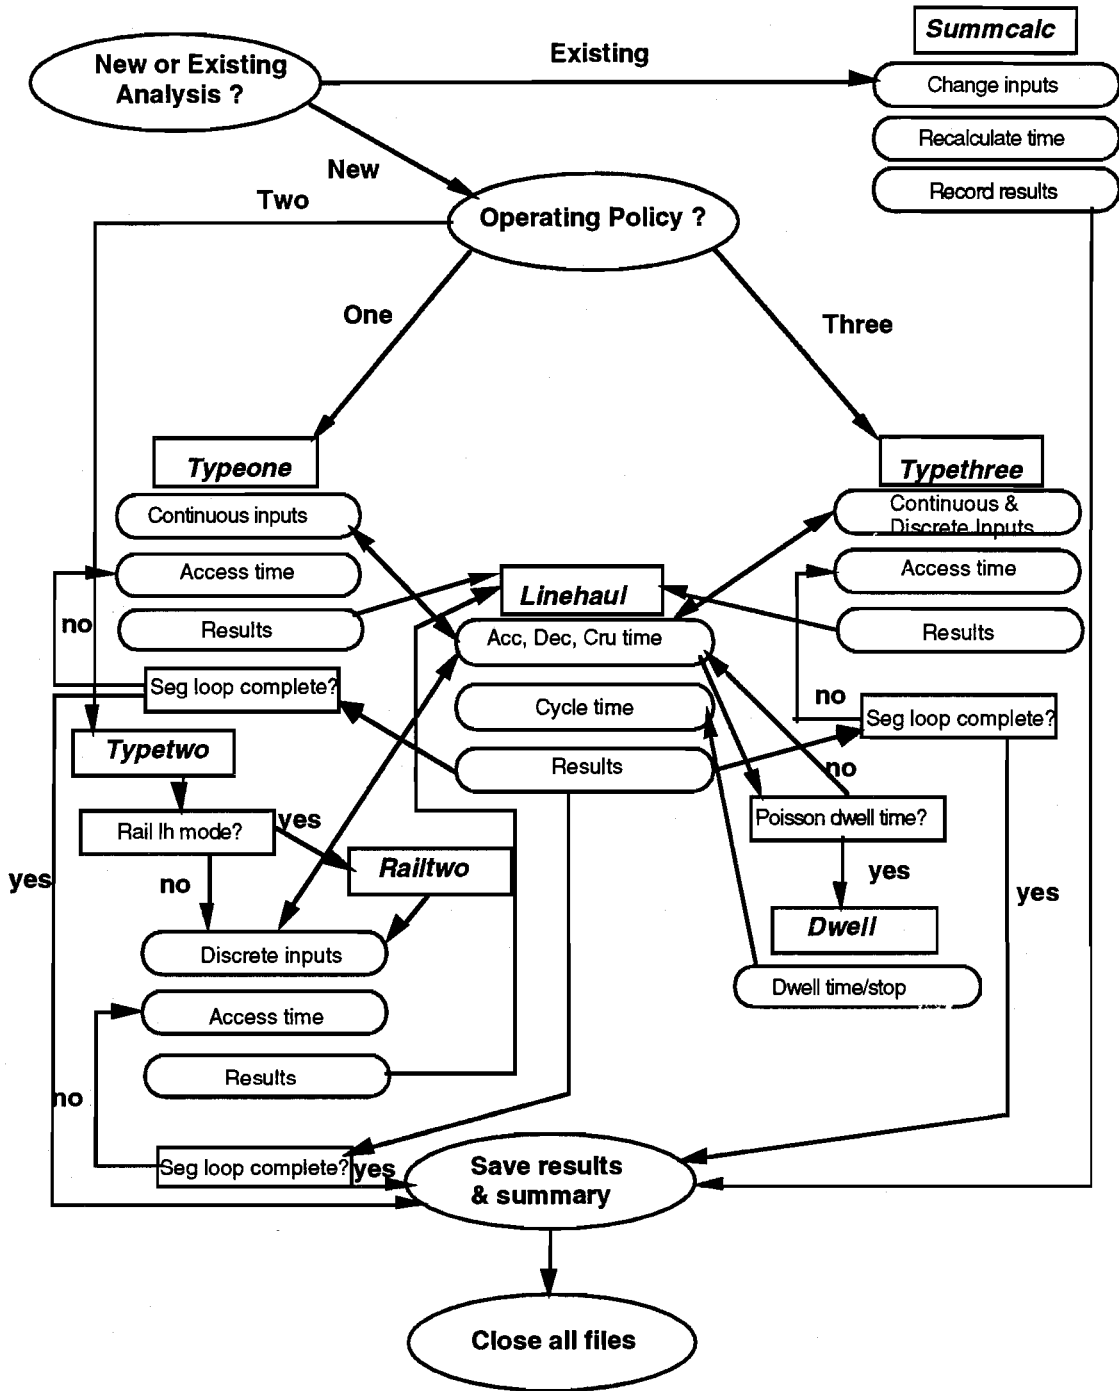 Summcalc
New or Existing
Analysis ?
Existing
Change inputs
Recalculate time
Record results
New
Two
Operating Policy ?
One
Three
Typeone
Typethree
Continuous inputs
Continuous &
Discrete Inputs
Access time
Access time
Linehaul
no
Results
Results
Acc, Dec, Cru time
Seg loop complete?
no
Seg loop complete?
Cycle time
Typetwo
Results
no
Rail lh mode?
yes
Poisson dwell time?
Railtwo
yes
no
yes
yes
Dwell
Discrete inputs
Dwell time/stop
Access time
Results
no
Seg loop complete?
yes
Save results
& summary
Close all files